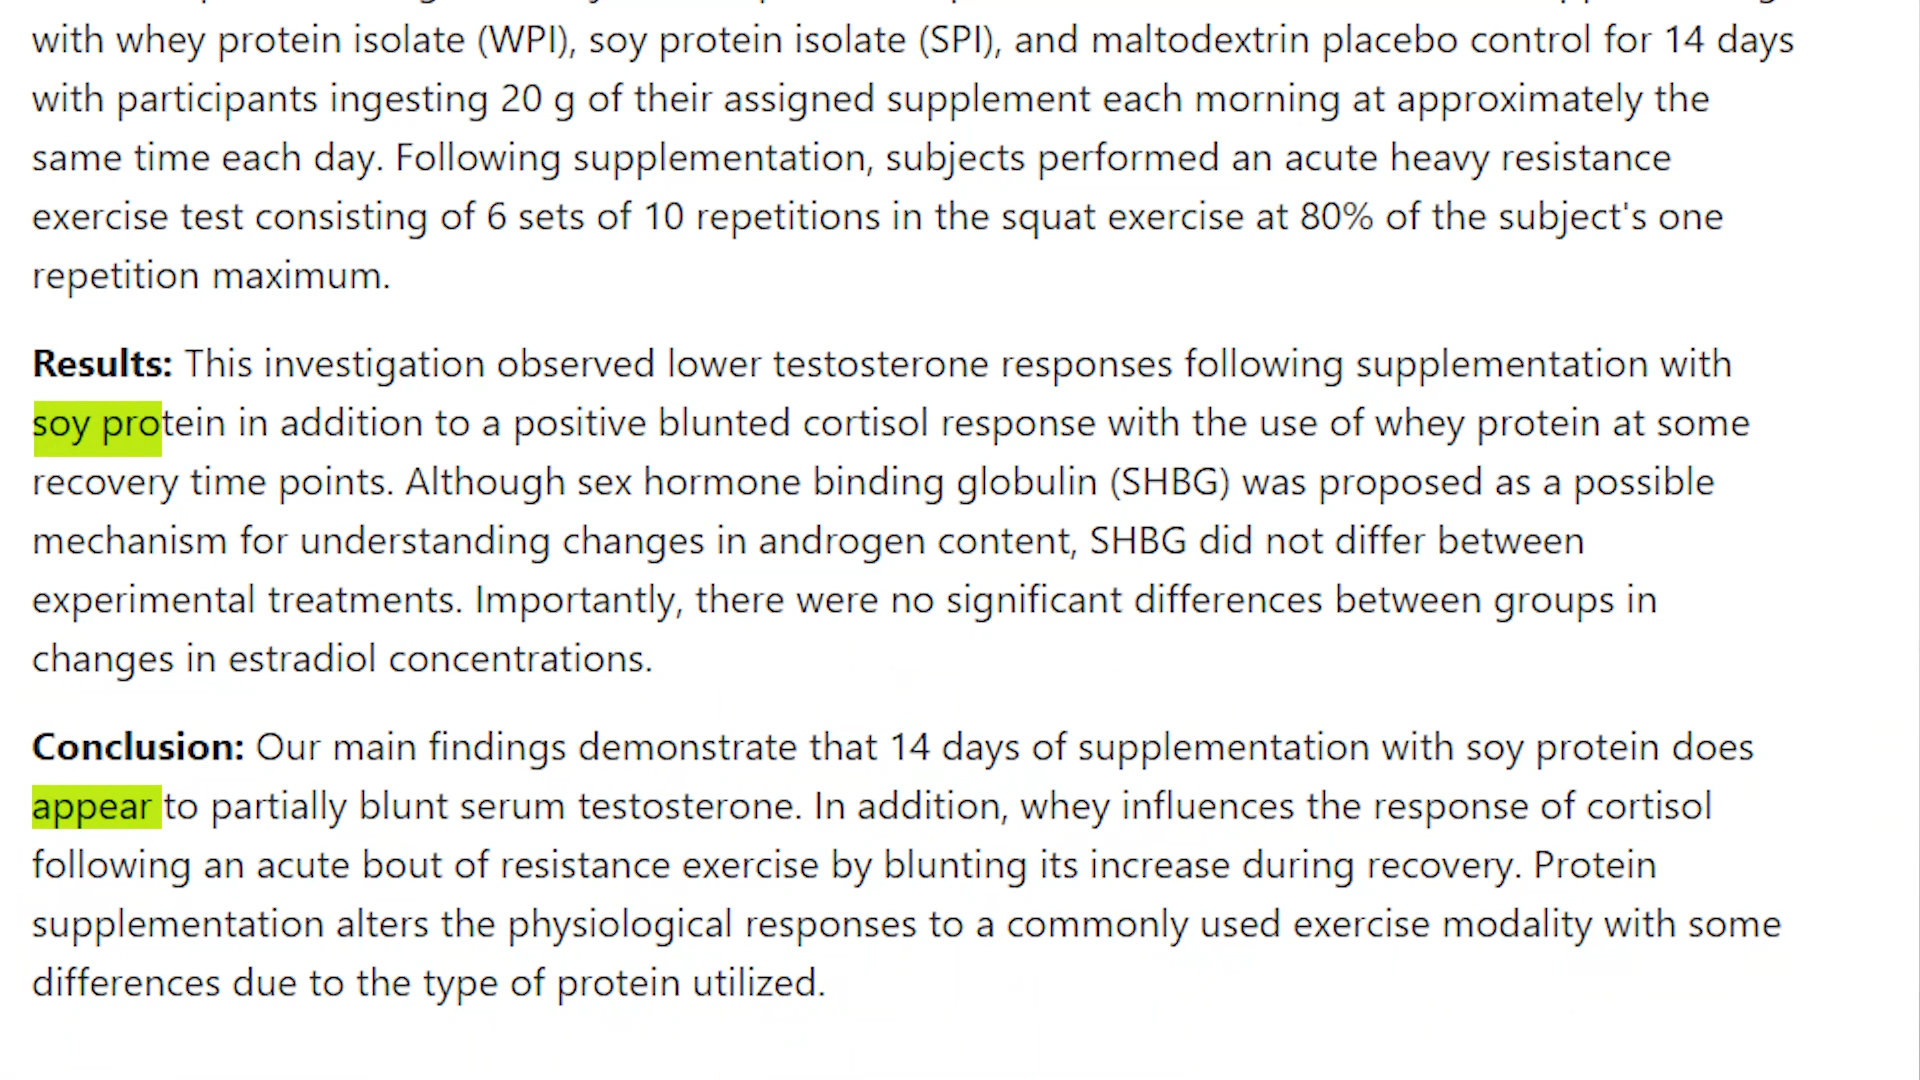 with whey protein isolate (WPI), soy protein isolate (SPI), and maltodextrin placebo control for 14 days
with participants ingesting 20 g of their assigned supplement each morning at approximately the
same time each day. Following supplementation, subjects performed an acute heavy resistance
exercise test consisting of 6 sets of 10 repetitions in the squat exercise at 80% of the subject's one
repetition maximum.
Results: This investigation observed lower testosterone responses following supplementation with
soy protein in addition to a positive blunted cortisol response with the use of whey protein at some
recovery time points. Although sex hormone binding globulin (SHBG) was proposed as a possible
mechanism for understanding changes in androgen content, SHBG did not differ between
experimental treatments. Importantly, there were no significant differences between groups in
changes in estradiol concentrations.
Conclusion: Our main findings demonstrate that 14 days of supplementation with soy protein does
appear to partially blunt serum testosterone. In addition, whey influences the response of cortisol
following an acute bout of resistance exercise by blunting its increase during recovery. Protein
supplementation alters the physiological responses to a commonly used exercise modality with some
differences due to the type of protein utilized.